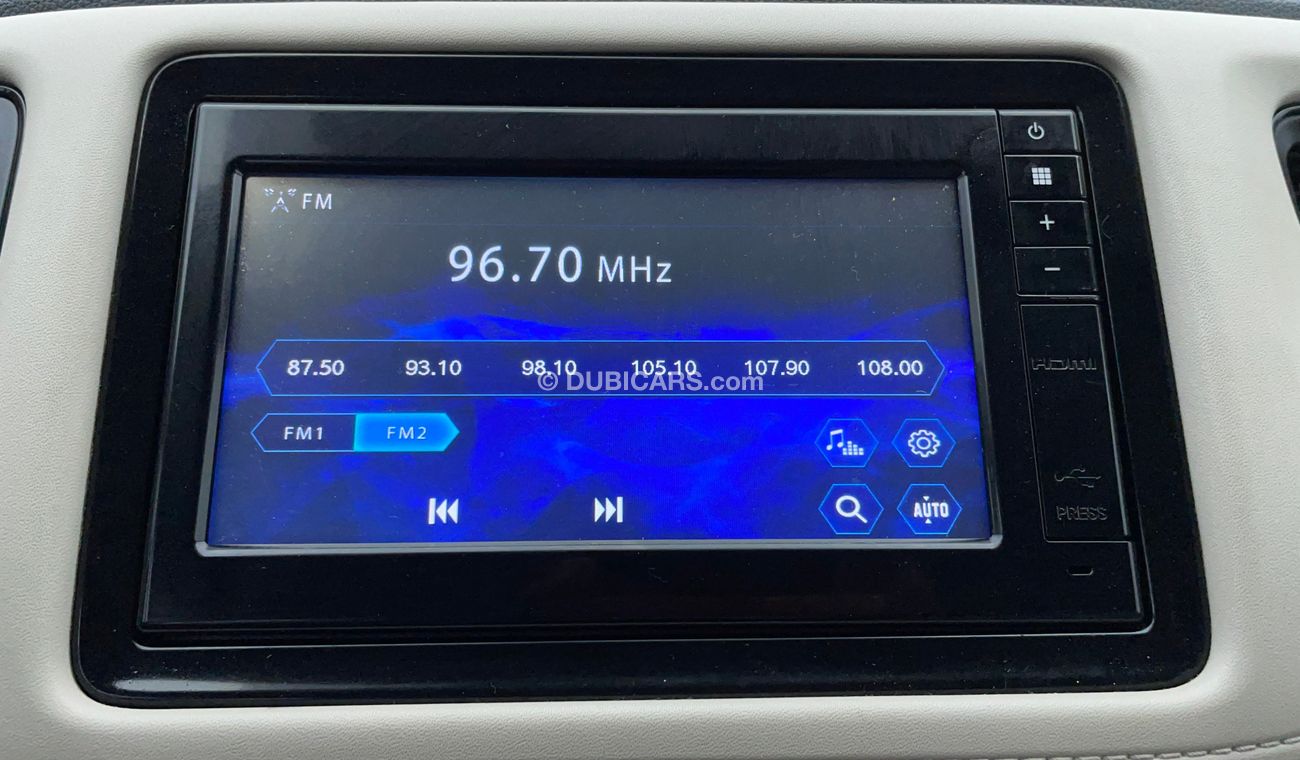 FM
96.70 MHz
87.50 93.10 98.10 105.10 107.90 108.00
© DUBICARS.com
FM1 FM2
AUTO
HDMI
PRESS